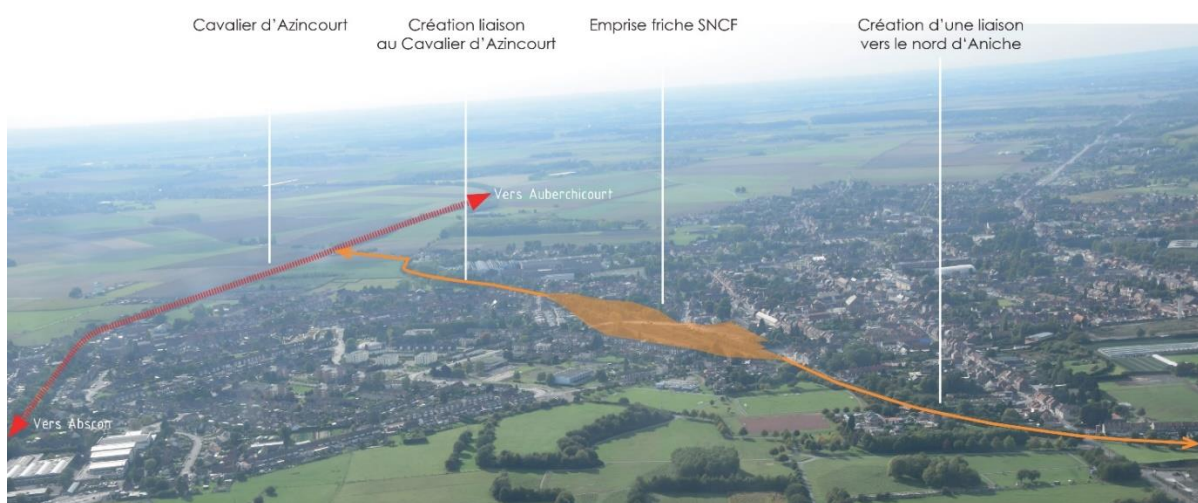 Cavalier d’Azincourt
Création liaison
au Cavalier d’Azincourt
Emprise friche SNCF
Création d’une liaison
vers le nord d’Aniche
Vers Auberchicourt
Vers Abscon